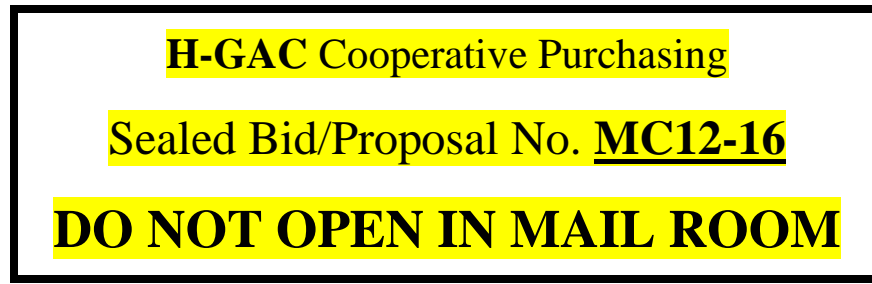 H-GAC Cooperative Purchasing
Sealed Bid/Proposal No. MC12-16
DO NOT OPEN IN MAIL ROOM